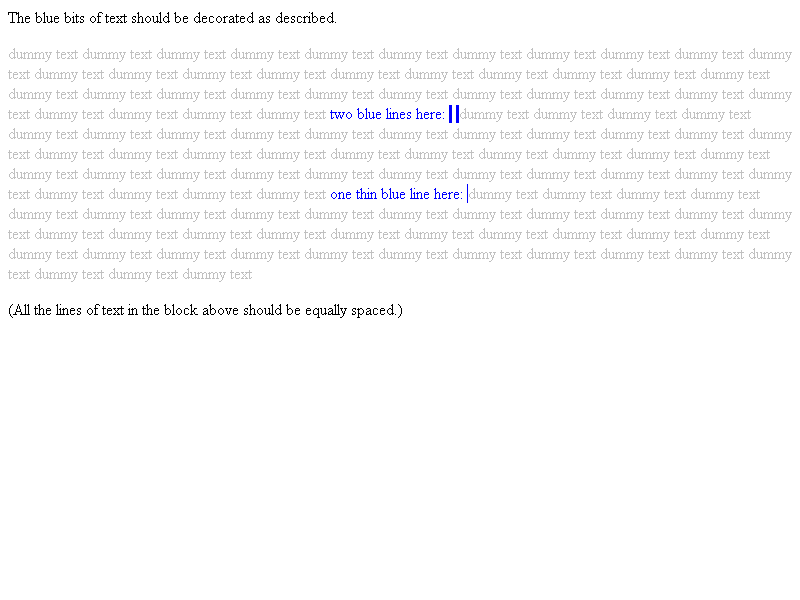 The blue bits of text should be decorated as described.
dummy text dummy text dummy text dummy text dummy text dummy text dummy text dummy text dummy text dummy text dummy
text dummy text dummy text dummy text dummy text dummy text dummy text dummy text dummy text dummy text dummy text
dummy text dummy text dummy text dummy text dummy text dummy text dummy text dummy text dummy text dummy text dummy
text dummy text dummy text dummy text dummy text two blue lines here: dummy text dummy text dummy text dummy text
dummy text dummy text dummy text dummy text dummy text dummy text dummy text dummy text dummy text dummy text dummy
text dummy text dummy text dummy text dummy text dummy text dummy text dummy text dummy text dummy text dummy text
dummy text dummy text dummy text dummy text dummy text dummy text dummy text dummy text dummy text dummy text dummy
text dummy text dummy text dummy text dummy text one thin blue line here: dummy text dummy text dummy text dummy text
dummy text dummy text dummy text dummy text dummy text dummy text dummy text dummy text dummy text dummy text dummy
text dummy text dummy text dummy text dummy text dummy text dummy text dummy text dummy text dummy text dummy text
dummy text dummy text dummy text dummy text dummy text dummy text dummy text dummy text dummy text dummy text dummy
text dummy text dummy text dummy text
(All the lines of text in the block above should be equally spaced.)